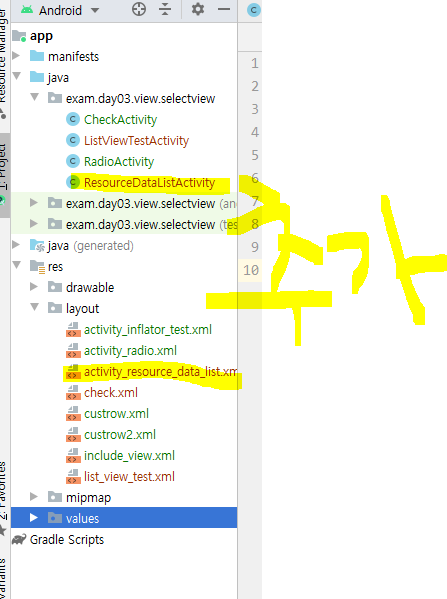 Resource Manager
Android
app
manifests
java
exam.day03.view.selectview
CheckActivity
ListViewTestActivity
RadioActivity
ResourceDataListActivity
exam.day03.view.selectview (an
exam.day03.view.selectview (tes
java (generated)
res
drawable
layout
activity_inflator_test.xml
activity_radio.xml
activity_resource_data_list.xm
check.xml
custrow.xml
custrow2.xml
include_view.xml
list_view_test.xml
mipmap
values
Gradle Scripts
1: Project
2: Favorites
ariants
C
1
2
3
4
5
6
7
8
9
10
추가